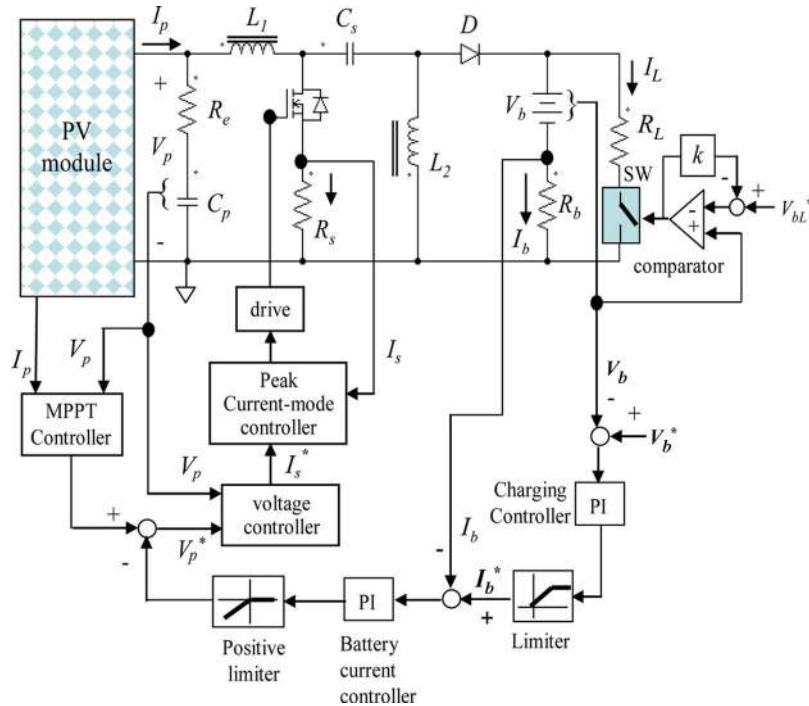 I_p
L_1
C_s
D
I_L
+
R_e
V_b
R_L
k
PV
module
V_p
L_2
SW
-
+
V_bL*
C_p
R_s
I_b
R_b
-
+
-
comparator
drive
I_p
V_p
I_s
V_b
Peak
Current-mode
controller
-
+
MPPT
Controller
V_b*
V_p
I_s*
Charging
Controller
voltage
controller
PI
+
V_p*
I_b
-
-
I_b*
PI
+
Positive
limiter
Battery
current
controller
Limiter